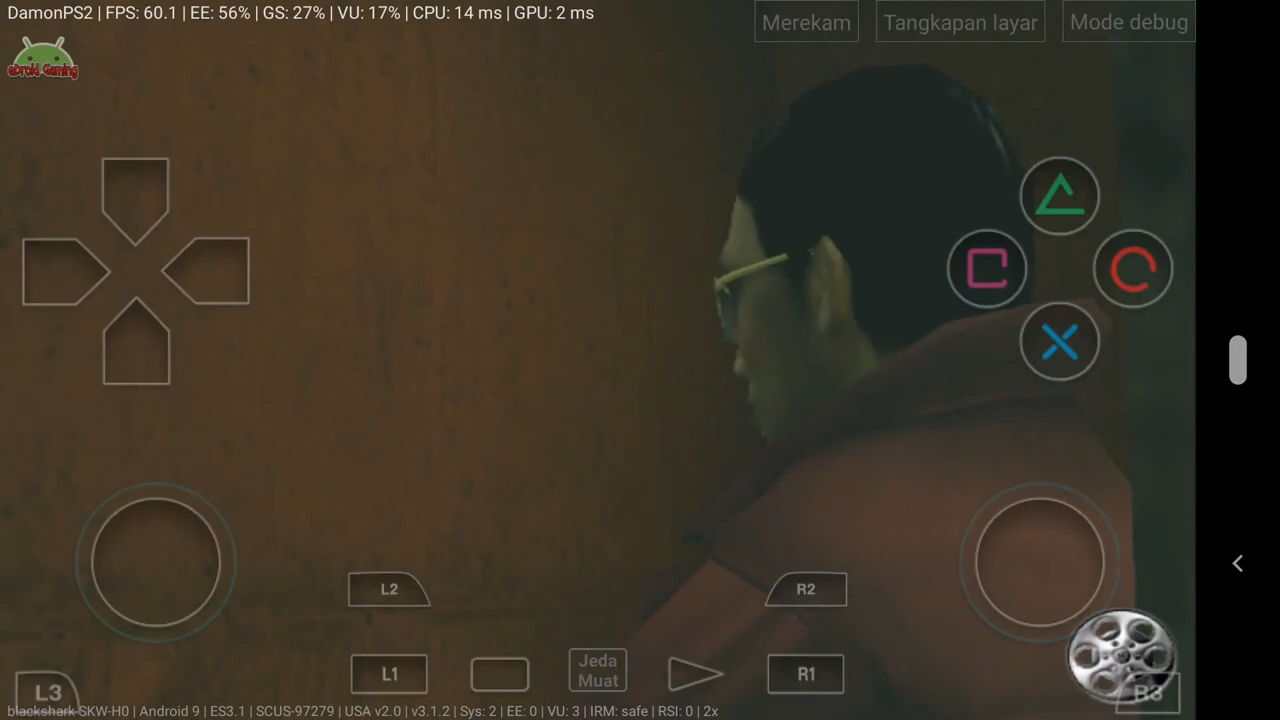 DamonPS2 | FPS: 60.1 | EE: 56% | GS: 27% | VU: 17% | CPU: 14 ms | GPU: 2 ms
Merekam
Tangkapan layar
Mode debug
eDroid Gaming
L2
R2
L1
Jeda
Muat
R1
L3
R3
blackshark SKW-H0 | Android 9 | ES3.1 | SCUS-97279 | USA v2.0 | v3.1.2 | Sys: 2 | EE: 0 | VU: 3 | IRM: safe | RSI: 0 | 2x